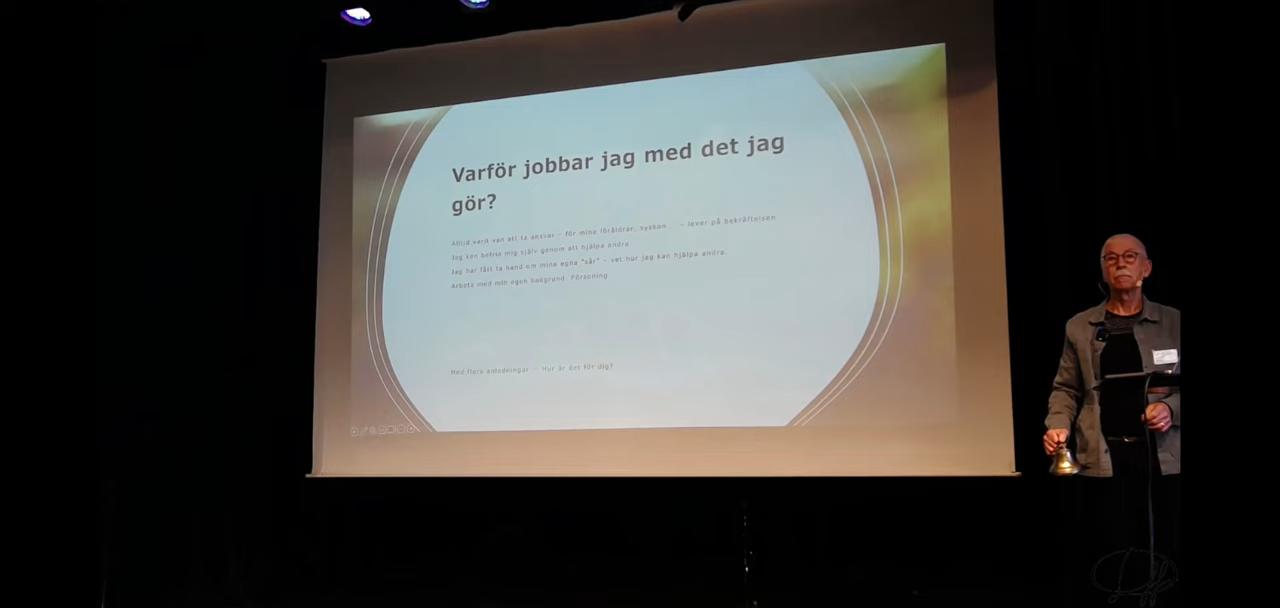 Varför jobbar jag med det jag
gör?
Alltid varit van att ta ansvar – för mina föräldrar, syskon ... – lever på bekräftelsen
Jag kan befria mig själv genom att hjälpa andra
Jag har fått ta hand om mina egna "sår" – vet hur jag kan hjälpa andra.
Arbeta med min egen bakgrund. Försoning
Med flera anledningar – Hur är det för dig?